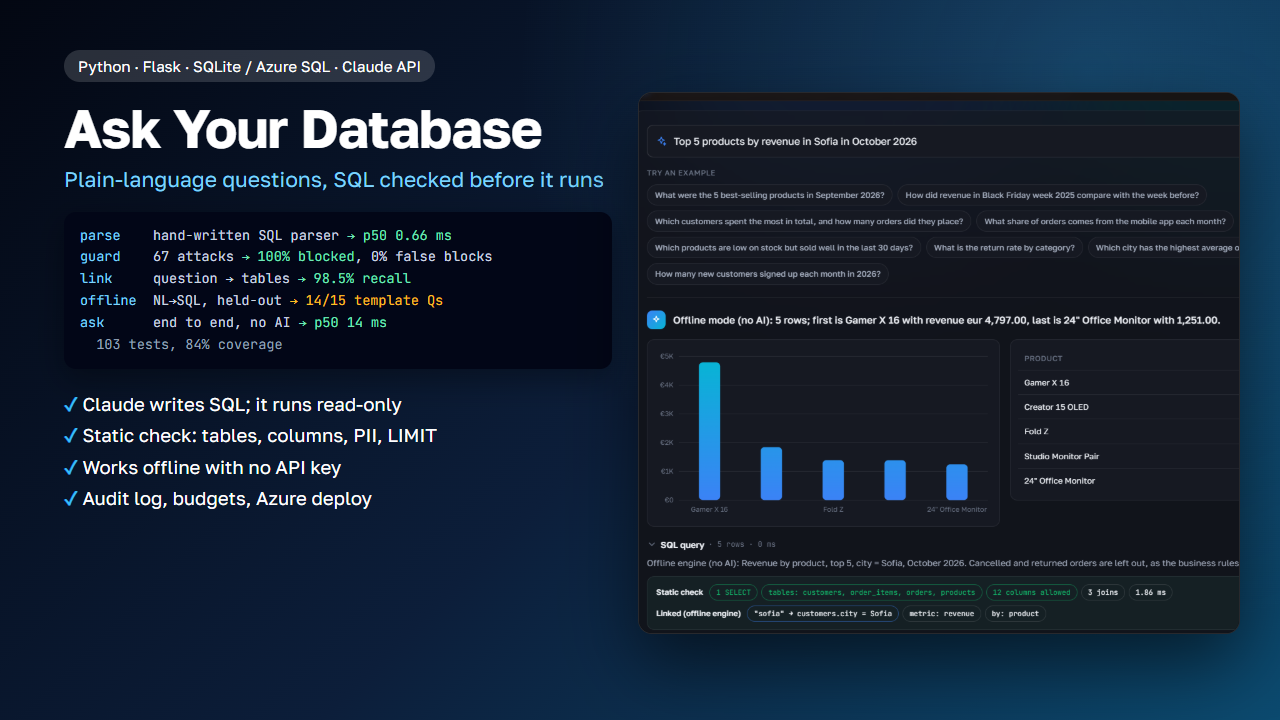 Python · Flask · SQLite / Azure SQL · Claude API
Ask Your Database
Plain-language questions, SQL checked before it runs
parse hand-written SQL parser → p50 0.66 ms
guard 67 attacks → 100% blocked, 0% false blocks
link question → tables → 98.5% recall
offline NL→SQL, held-out → 14/15 template Qs
ask end to end, no AI → p50 14 ms
103 tests, 84% coverage
✓ Claude writes SQL; it runs read-only
✓ Static check: tables, columns, PII, LIMIT
✓ Works offline with no API key
✓ Audit log, budgets, Azure deploy
Top 5 products by revenue in Sofia in October 2026
TRY AN EXAMPLE
What were the 5 best-selling products in September 2026? How did revenue in Black Friday week 2025 compare with the week before?
Which customers spent the most in total, and how many orders did they place? What share of orders comes from the mobile app each month?
Which products are low on stock but sold well in the last 30 days? What is the return rate by category? Which city has the highest average o
How many new customers signed up each month in 2026?
Offline mode (no AI): 5 rows; first is Gamer X 16 with revenue eur 4,797.00, last is 24" Office Monitor with 1,251.00.
€5K
€4K
€3K
€2K
€1K
€0
Gamer X 16 Fold Z 24" Office Monitor
PRODUCT
Gamer X 16
Creator 15 OLED
Fold Z
Studio Monitor Pair
24" Office Monitor
SQL query · 5 rows · 0 ms
Offline engine (no AI): Revenue by product, top 5, city = Sofia, October 2026. Cancelled and returned orders are left out, as the business rules
Static check 1 SELECT tables: customers, order_items, orders, products 12 columns allowed 3 joins 1.86 ms
Linked (offline engine) "sofia" → customers.city = Sofia metric: revenue by: product